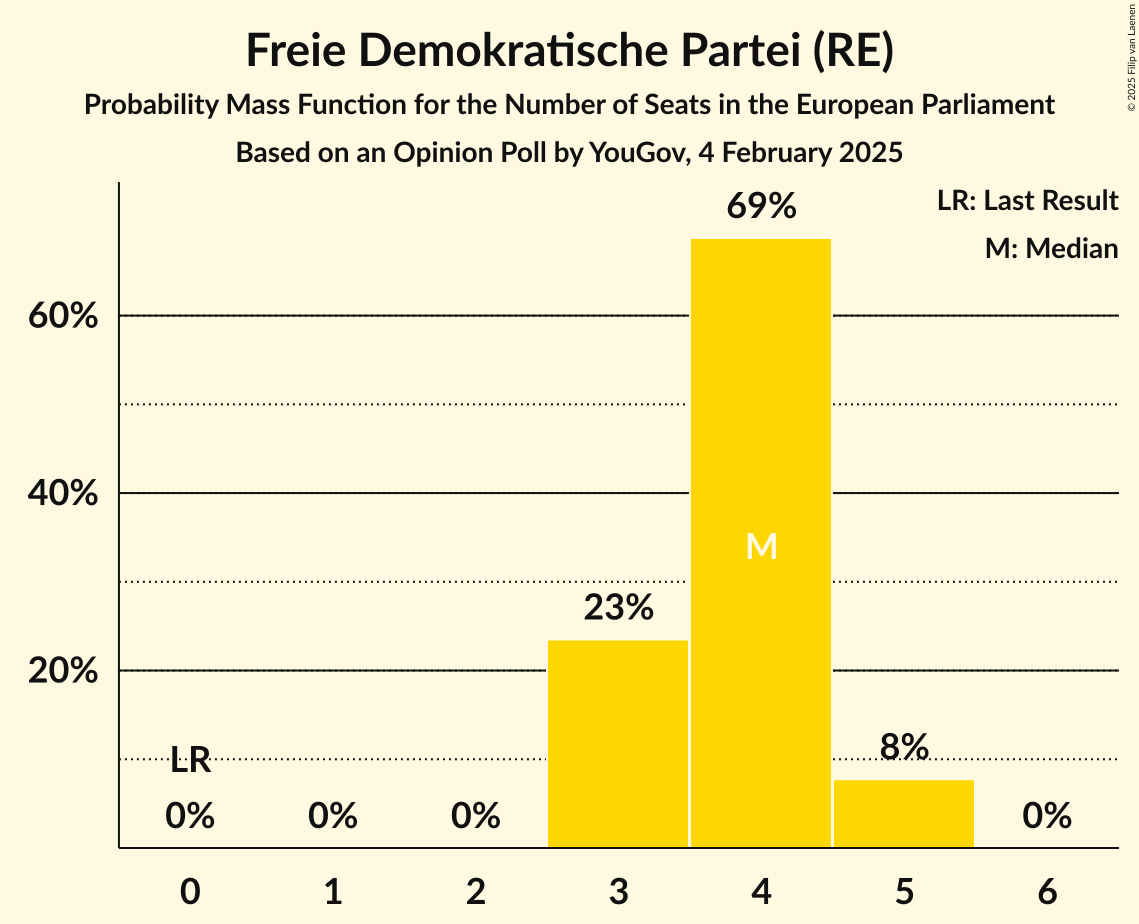 Freie Demokratische Partei (RE)
Probability Mass Function for the Number of Seats in the European Parliament
Based on an Opinion Poll by YouGov, 4 February 2025
© 2025 Filip van Laenen
LR: Last Result
M: Median
69%
60%
40%
M
23%
20%
8%
LR
0%
0%
0%
0%
0
1
2
3
4
5
6